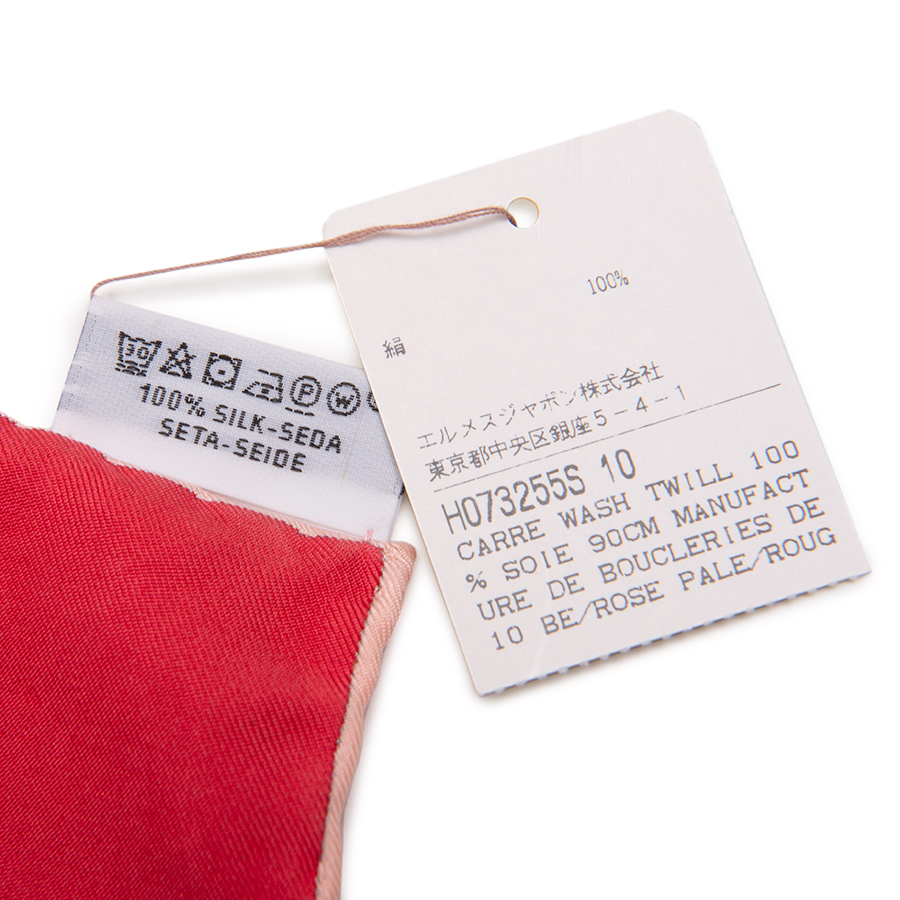 30 P W
100% SILK-SEDA
SETA-SEIDE
100%
絹
エルメスジャポン株式会社
東京都中央区銀座5-4-1
H073255S 10
CARRE WASH TWILL 100
% SOIE 90CM MANUFACT
URE DE BOUCLERIES DE
10 BE/ROSE PALE/ROUG